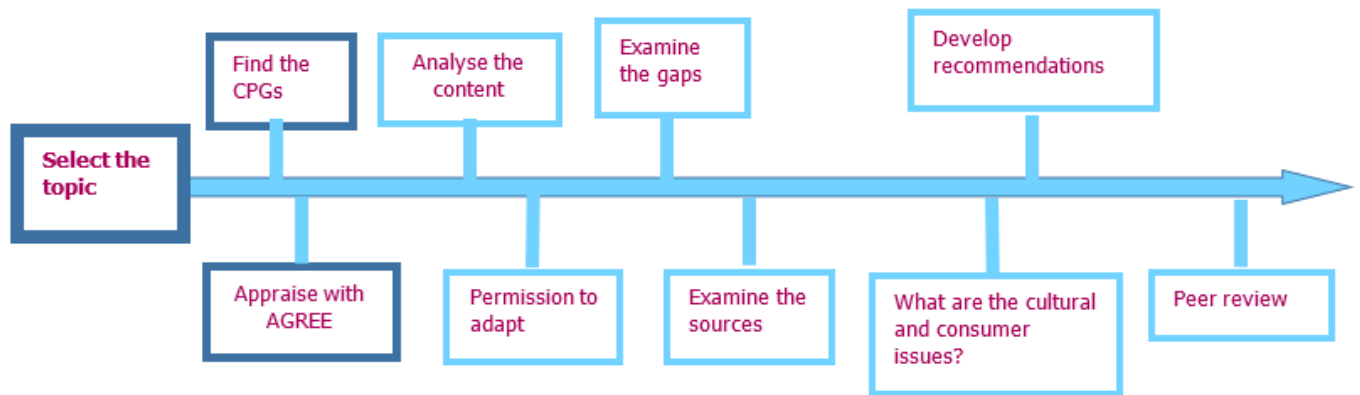 Select the
topic
Find the
CPGs
Appraise with
AGREE
Analyse the
content
Permission to
adapt
Examine
the gaps
Examine the
sources
What are the cultural
and consumer
issues?
Develop
recommendations
Peer review